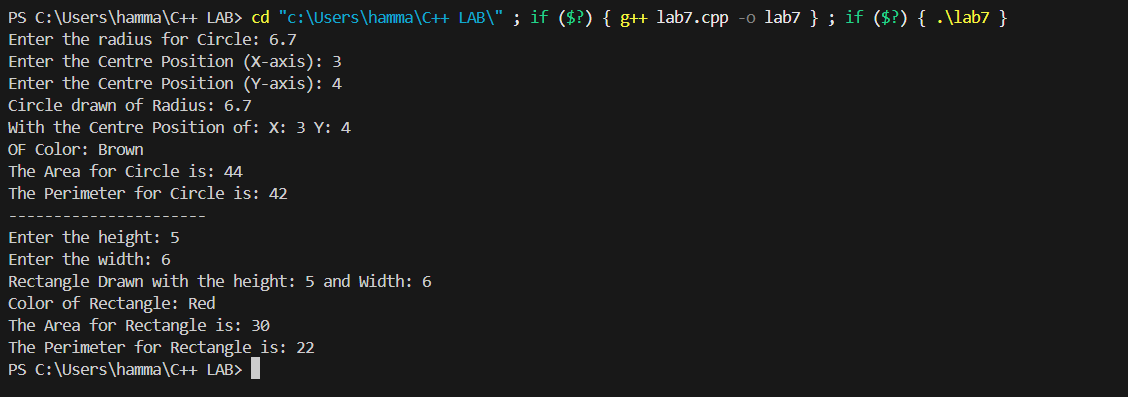 PS C:\Users\hamma\C++ LAB> cd "c:\Users\hamma\C++ LAB\" ; if ($?) { g++ lab7.cpp -o lab7 } ; if ($?) { .\lab7 }
Enter the radius for Circle: 6.7
Enter the Centre Position (X-axis): 3
Enter the Centre Position (Y-axis): 4
Circle drawn of Radius: 6.7
With the Centre Position of: X: 3 Y: 4
OF Color: Brown
The Area for Circle is: 44
The Perimeter for Circle is: 42
----------------------
Enter the height: 5
Enter the width: 6
Rectangle Drawn with the height: 5 and Width: 6
Color of Rectangle: Red
The Area for Rectangle is: 30
The Perimeter for Rectangle is: 22
PS C:\Users\hamma\C++ LAB>